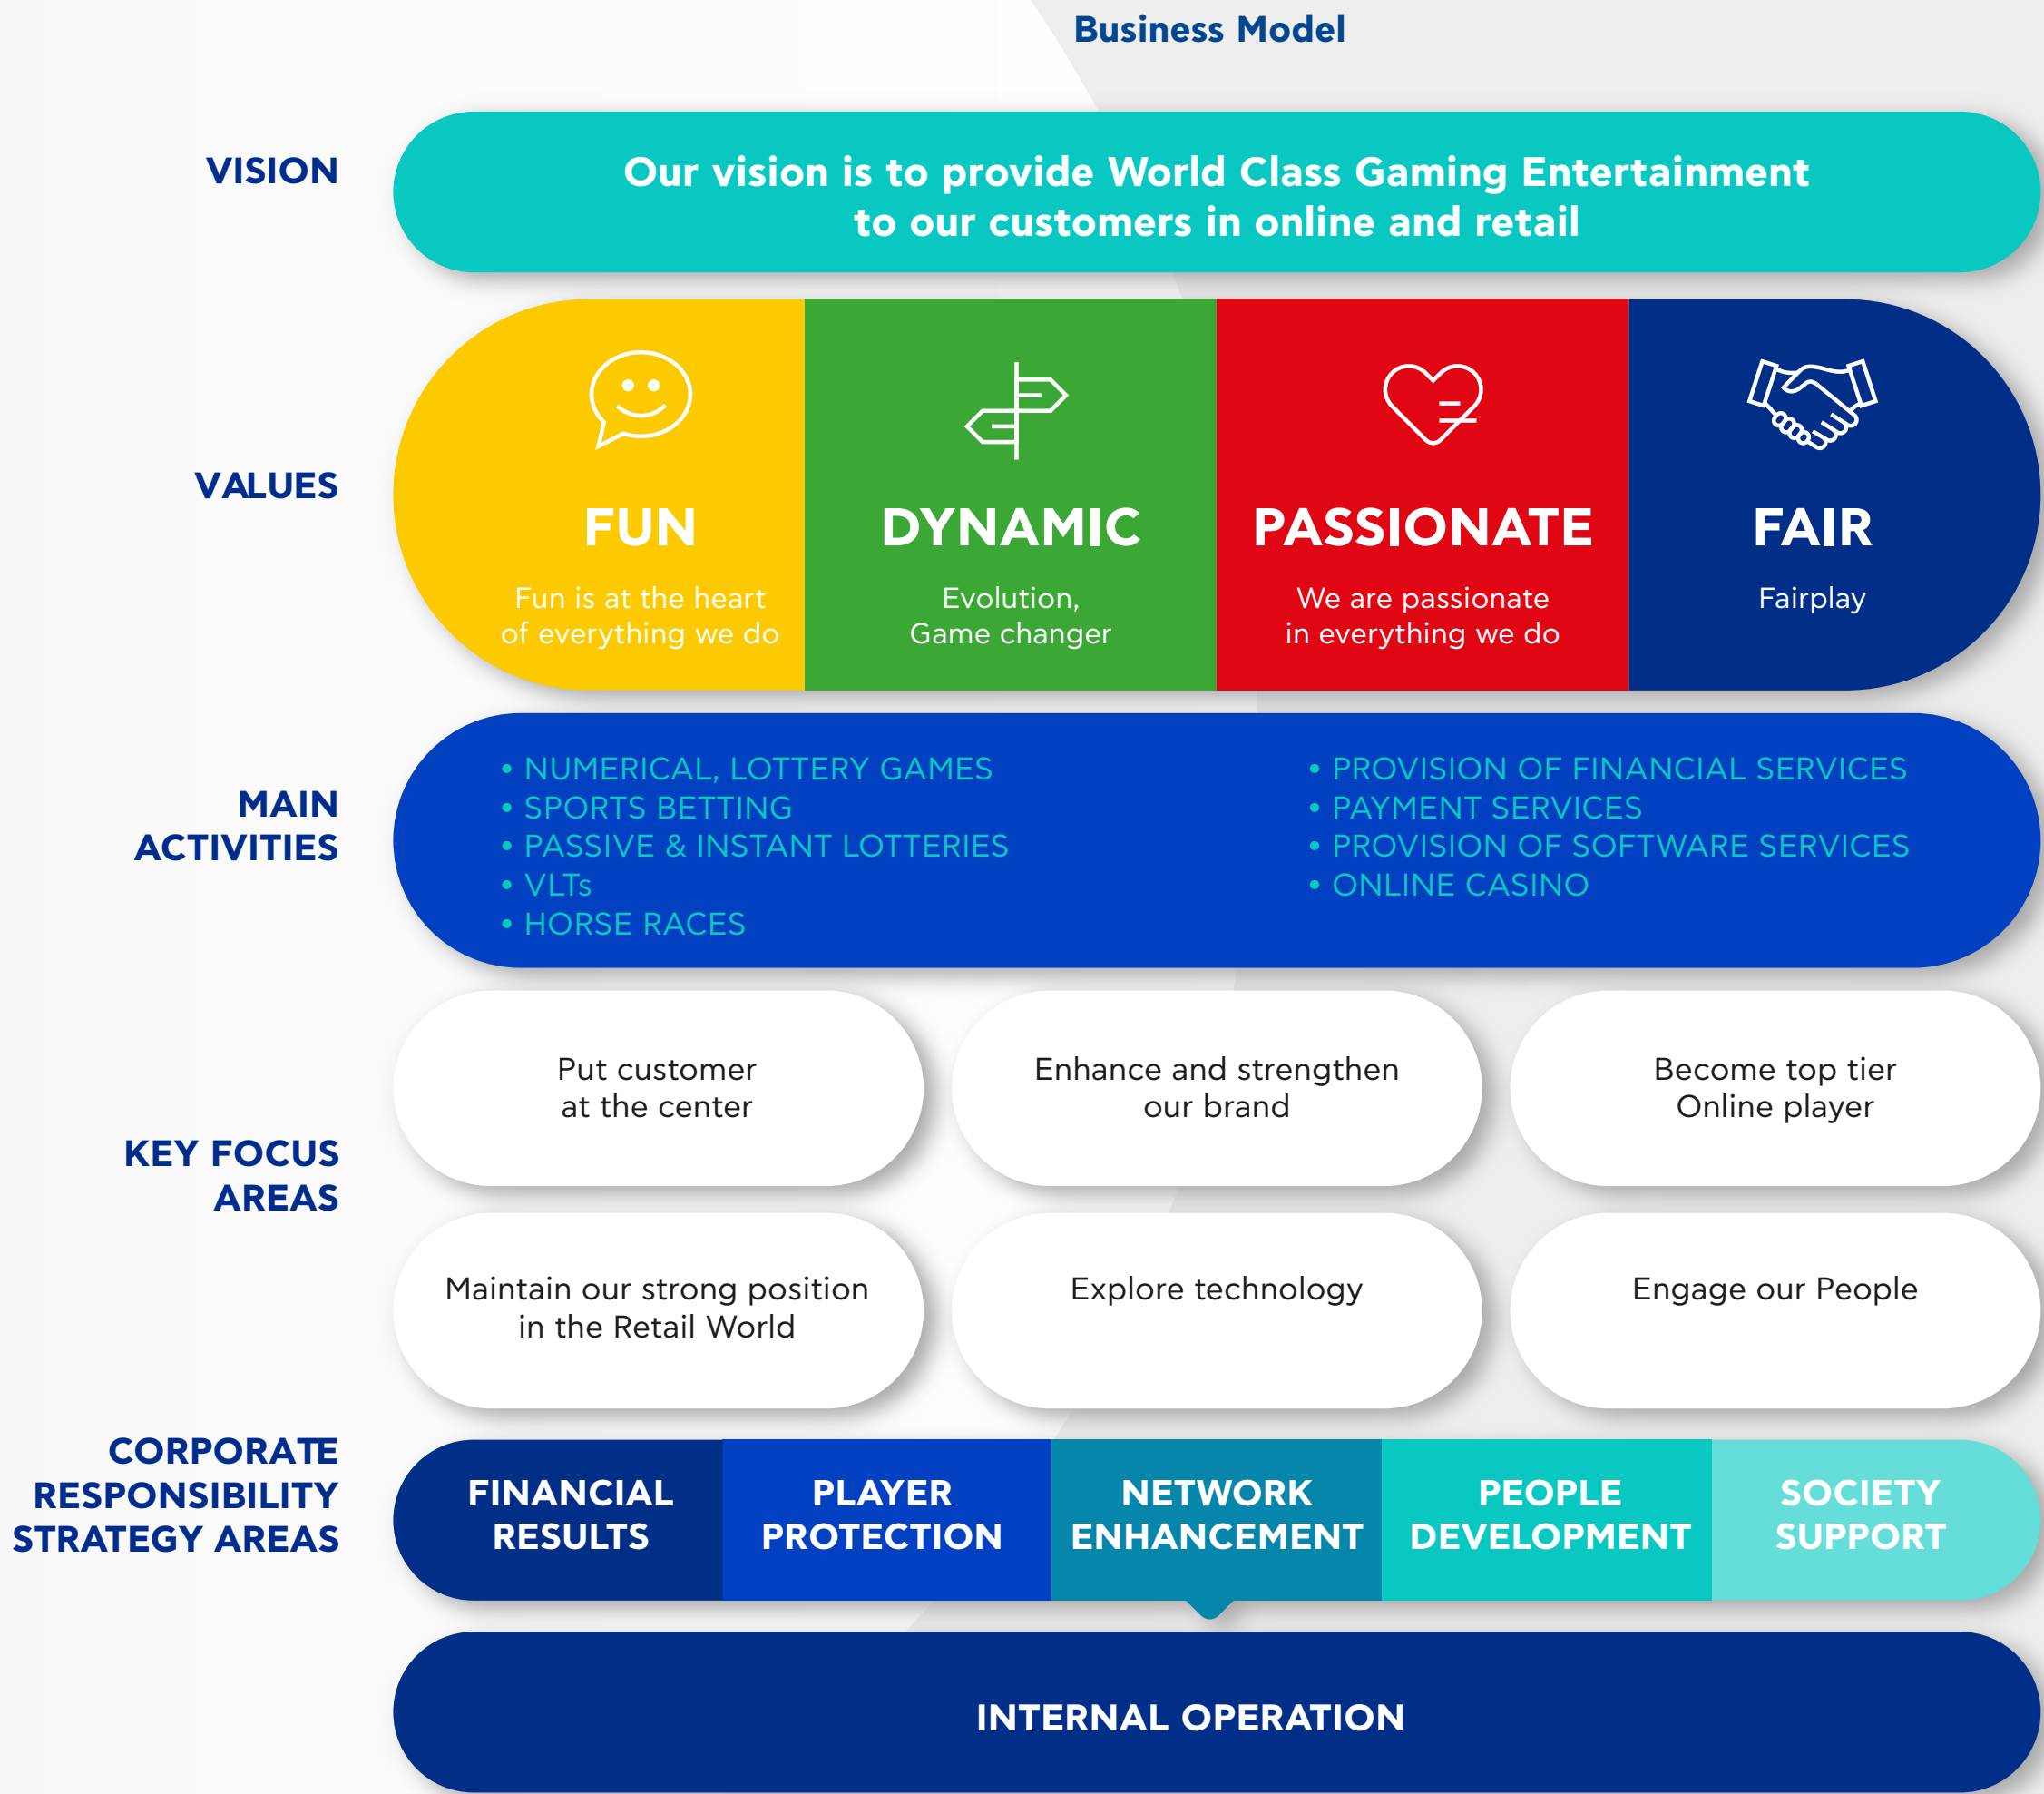 Business Model
VISION
Our vision is to provide World Class Gaming Entertainment
to our customers in online and retail
VALUES
FUN
Fun is at the heart
of everything we do
DYNAMIC
Evolution,
Game changer
PASSIONATE
We are passionate
in everything we do
FAIR
Fairplay
MAIN
ACTIVITIES
• NUMERICAL, LOTTERY GAMES
• SPORTS BETTING
• PASSIVE & INSTANT LOTTERIES
• VLTs
• HORSE RACES
• PROVISION OF FINANCIAL SERVICES
• PAYMENT SERVICES
• PROVISION OF SOFTWARE SERVICES
• ONLINE CASINO
KEY FOCUS
AREAS
Put customer
at the center
Enhance and strengthen
our brand
Become top tier
Online player
Maintain our strong position
in the Retail World
Explore technology
Engage our People
CORPORATE
RESPONSIBILITY
STRATEGY AREAS
FINANCIAL
RESULTS
PLAYER
PROTECTION
NETWORK
ENHANCEMENT
PEOPLE
DEVELOPMENT
SOCIETY
SUPPORT
INTERNAL OPERATION